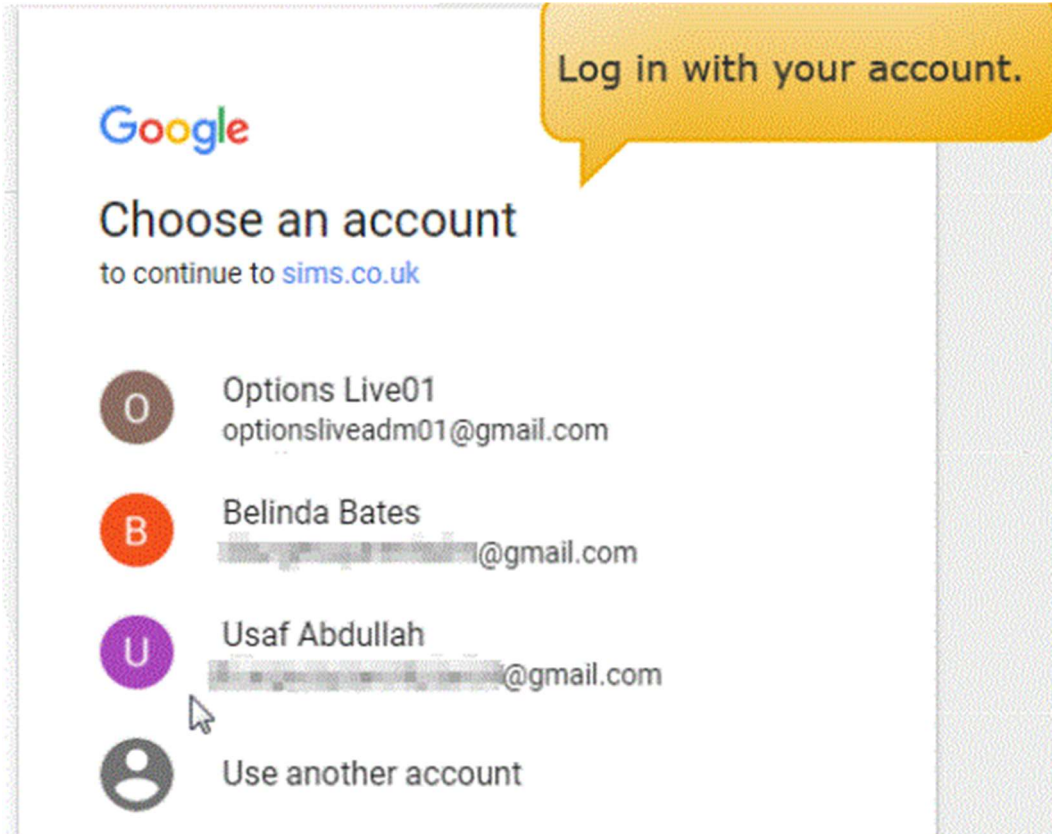 Log in with your account.
Google
Choose an account
to continue to sims.co.uk
O
Options Live01
optionsliveadm01@gmail.com
B
Belinda Bates
@gmail.com
U
Usaf Abdullah
@gmail.com
Use another account